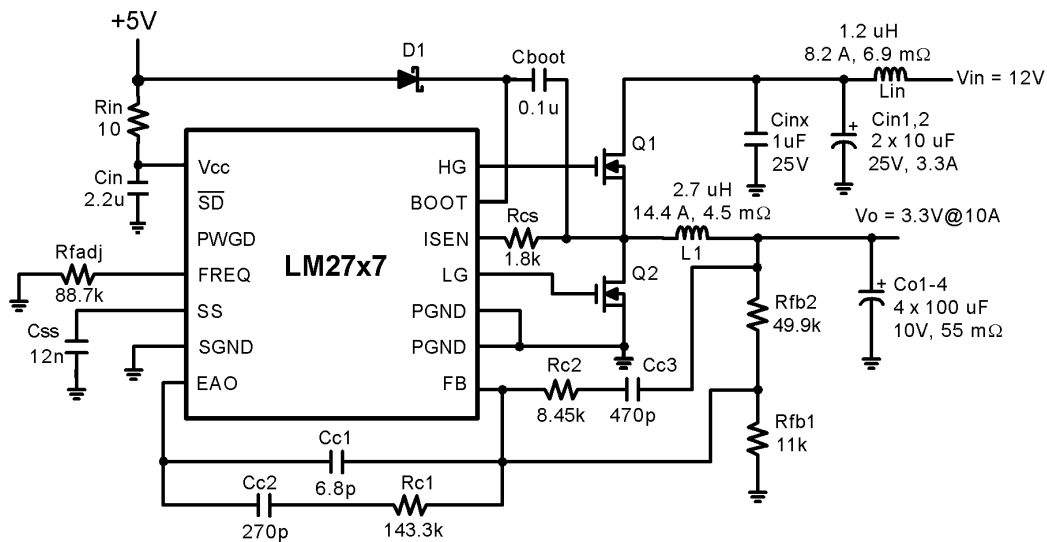 +5V
D1
Cboot
0.1u
1.2 uH
8.2 A, 6.9 mΩ
Lin
Vin = 12V
Rin
10
Cinx
1uF
25V
+
Cin1,2
2 x 10 uF
25V, 3.3A
Cin
2.2u
Vcc
SD
PWGD
FREQ
SS
SGND
EAO
LM27x7
HG
BOOT
ISEN
LG
PGND
PGND
FB
Q1
Rcs
1.8k
2.7 uH
14.4 A, 4.5 mΩ
L1
Vo = 3.3V@10A
Q2
Rfadj
88.7k
Css
12n
+
Co1-4
4 x 100 uF
10V, 55 mΩ
Rfb2
49.9k
Rc2
8.45k
Cc3
470p
Rfb1
11k
Cc1
6.8p
Cc2
270p
Rc1
143.3k